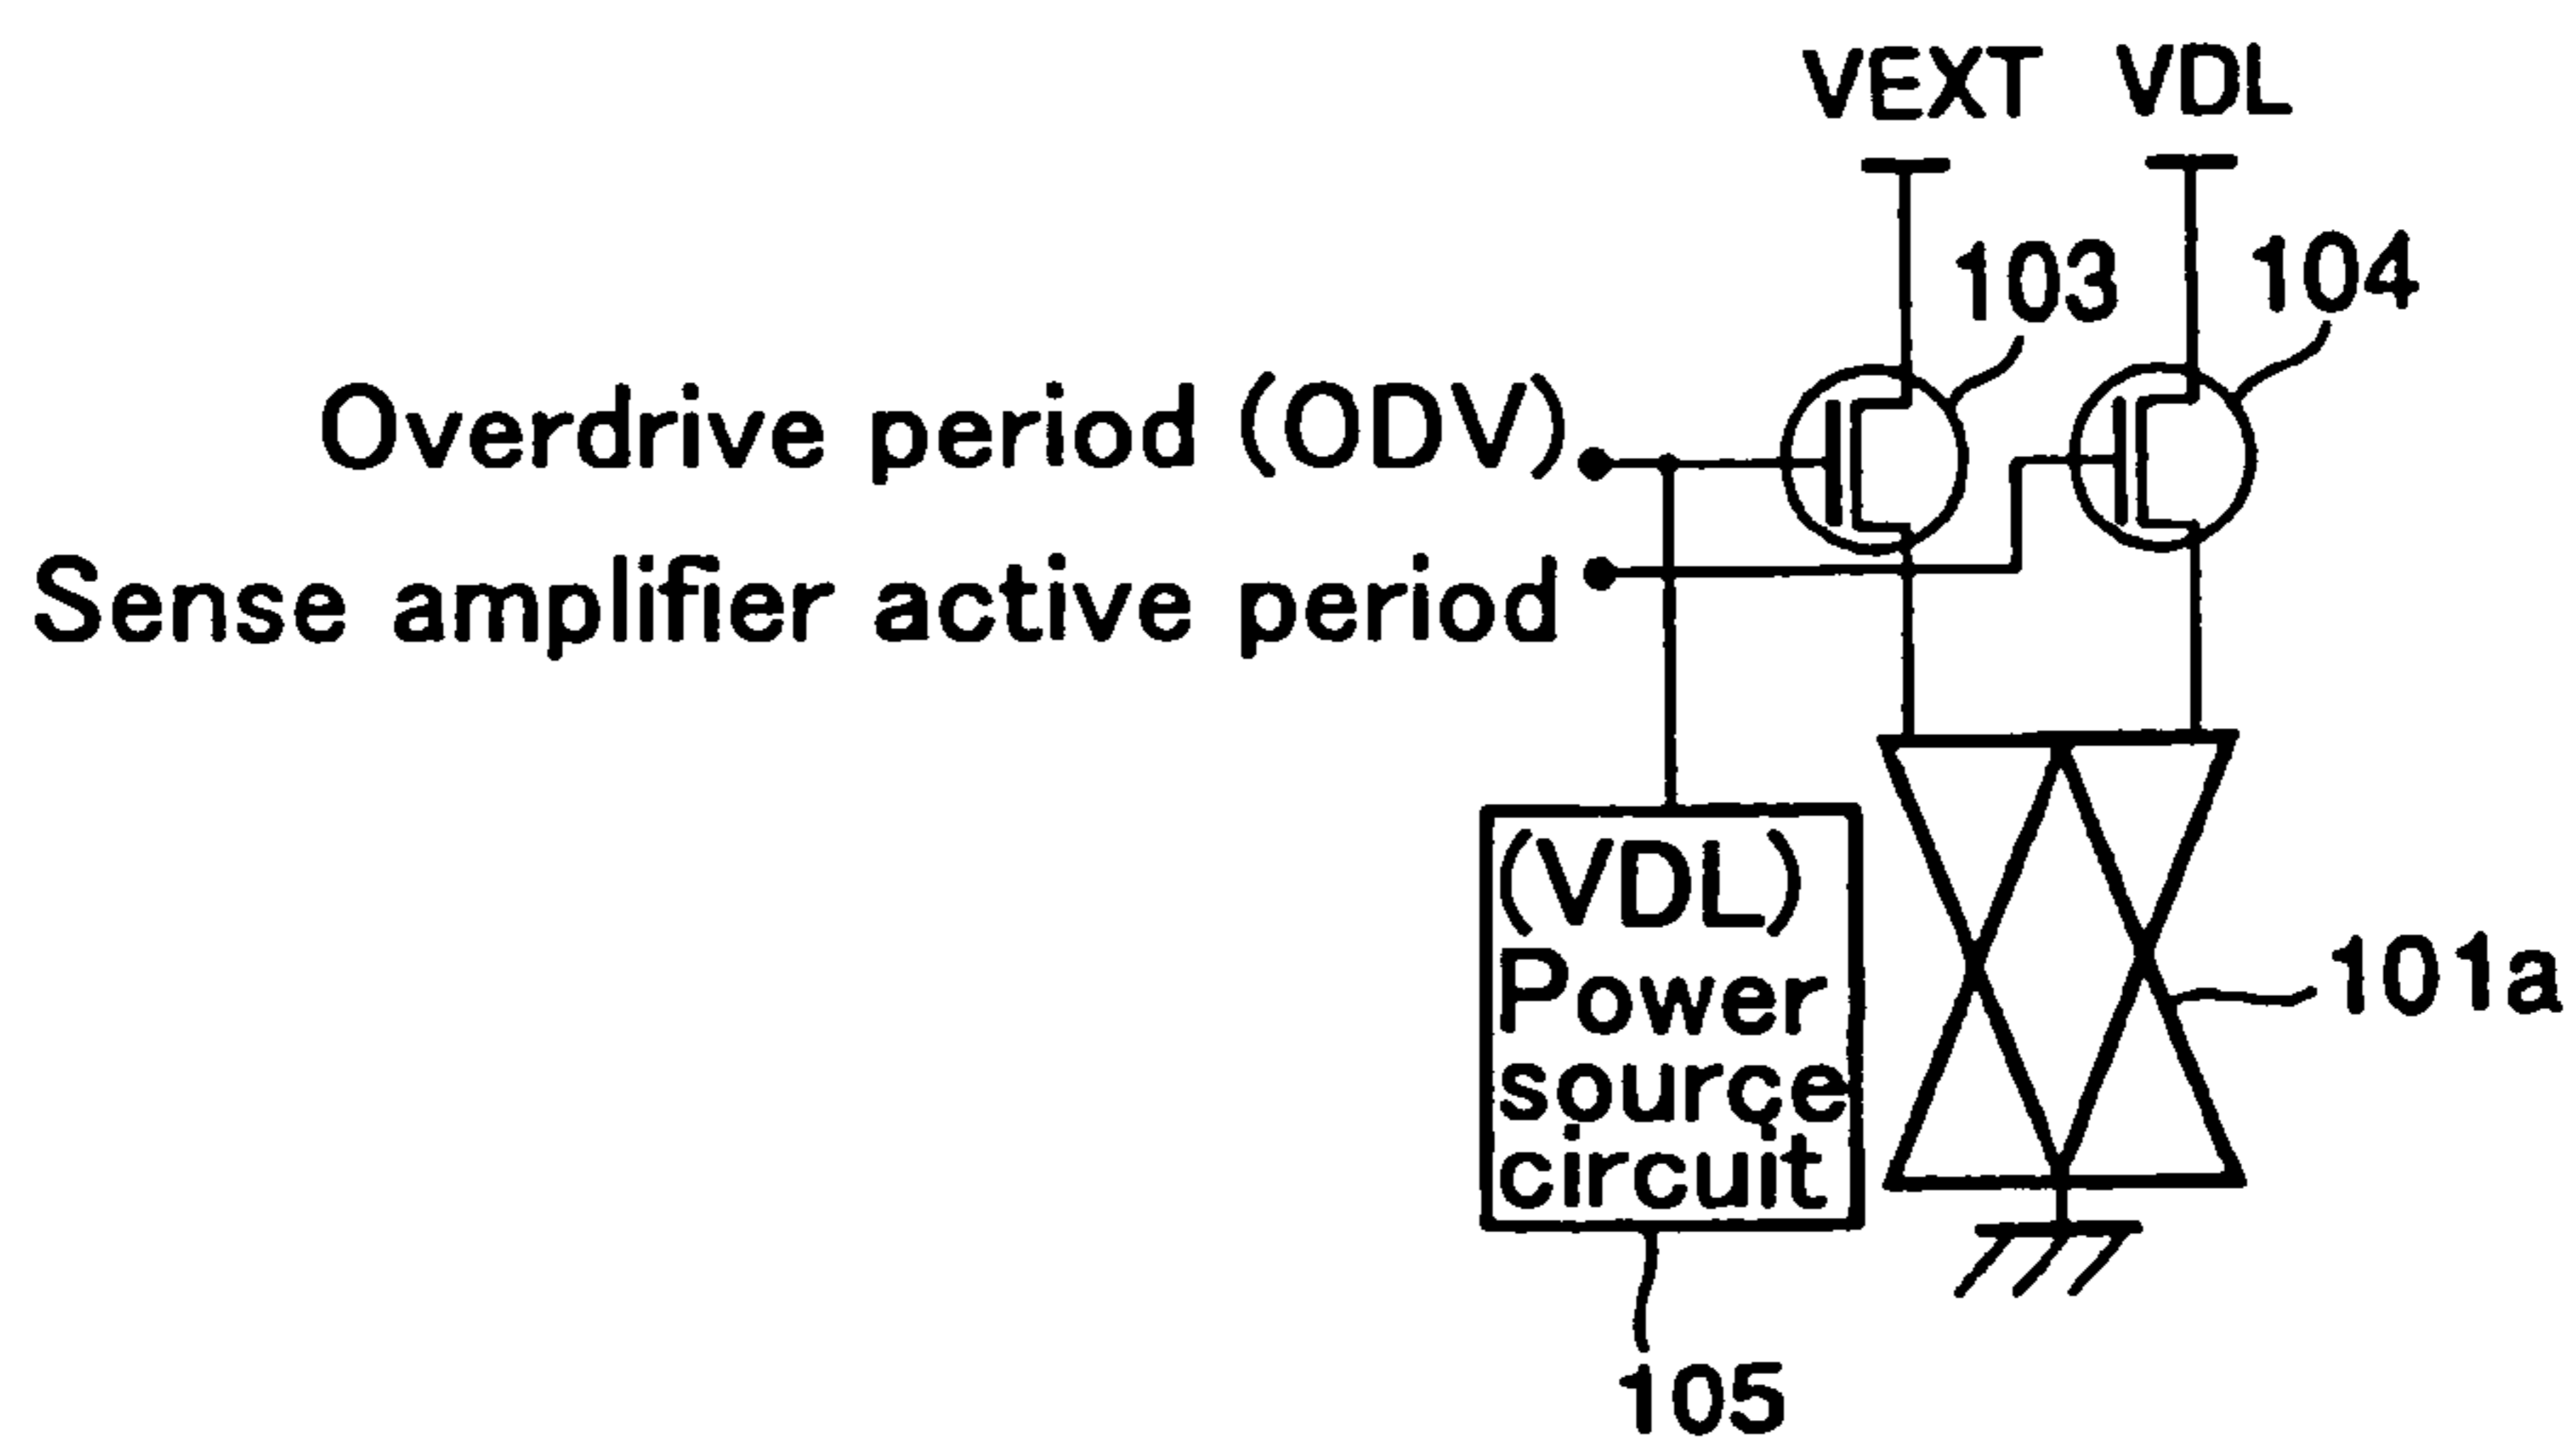 VEXT VDL
103 104
Overdrive period (ODV)
Sense amplifier active period
(VDL)
Power
source
circuit
101a
105